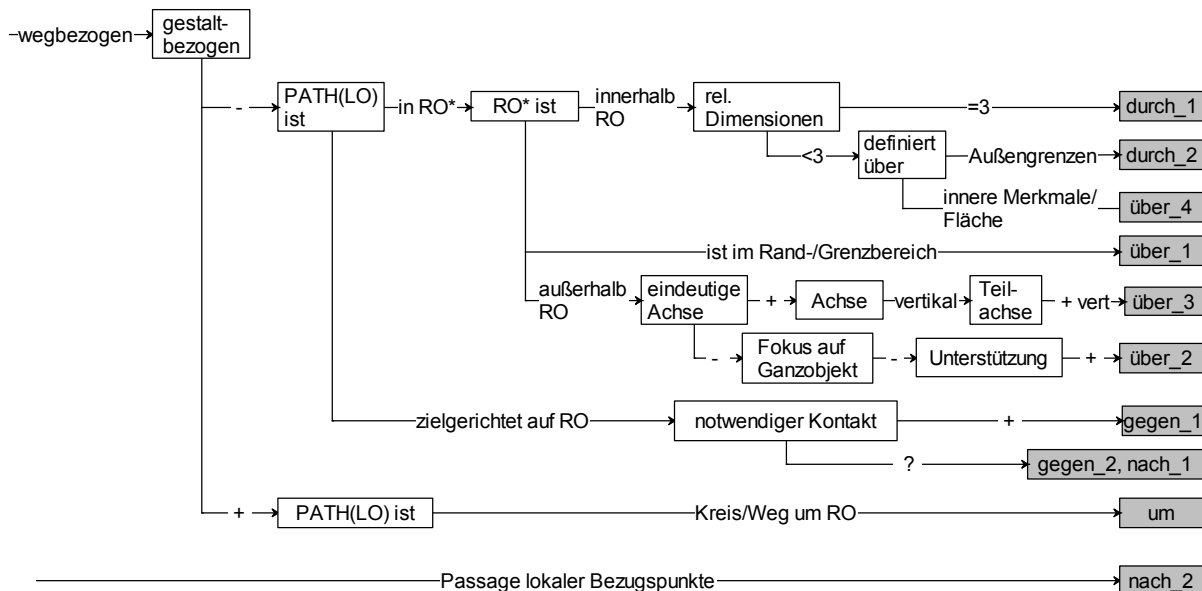 wegbezogen
gestalt-
bezogen
-
PATH(LO)
ist
in RO*
RO* ist
innerhalb
RO
rel.
Dimensionen
=3
durch_1
<3
definiert
über
Außengrenzen
durch_2
innere Merkmale/
Fläche
über_4
ist im Rand-/Grenzbereich
über_1
außerhalb
RO
eindeutige
Achse
+
Achse
vertikal
Teil-
achse
+ vert
über_3
-
Fokus auf
Ganzobjekt
-
Unterstützung
+
über_2
zielgerichtet auf RO
notwendiger Kontakt
+
gegen_1
?
gegen_2, nach_1
+
PATH(LO) ist
Kreis/Weg um RO
um
Passage lokaler Bezugspunkte
nach_2